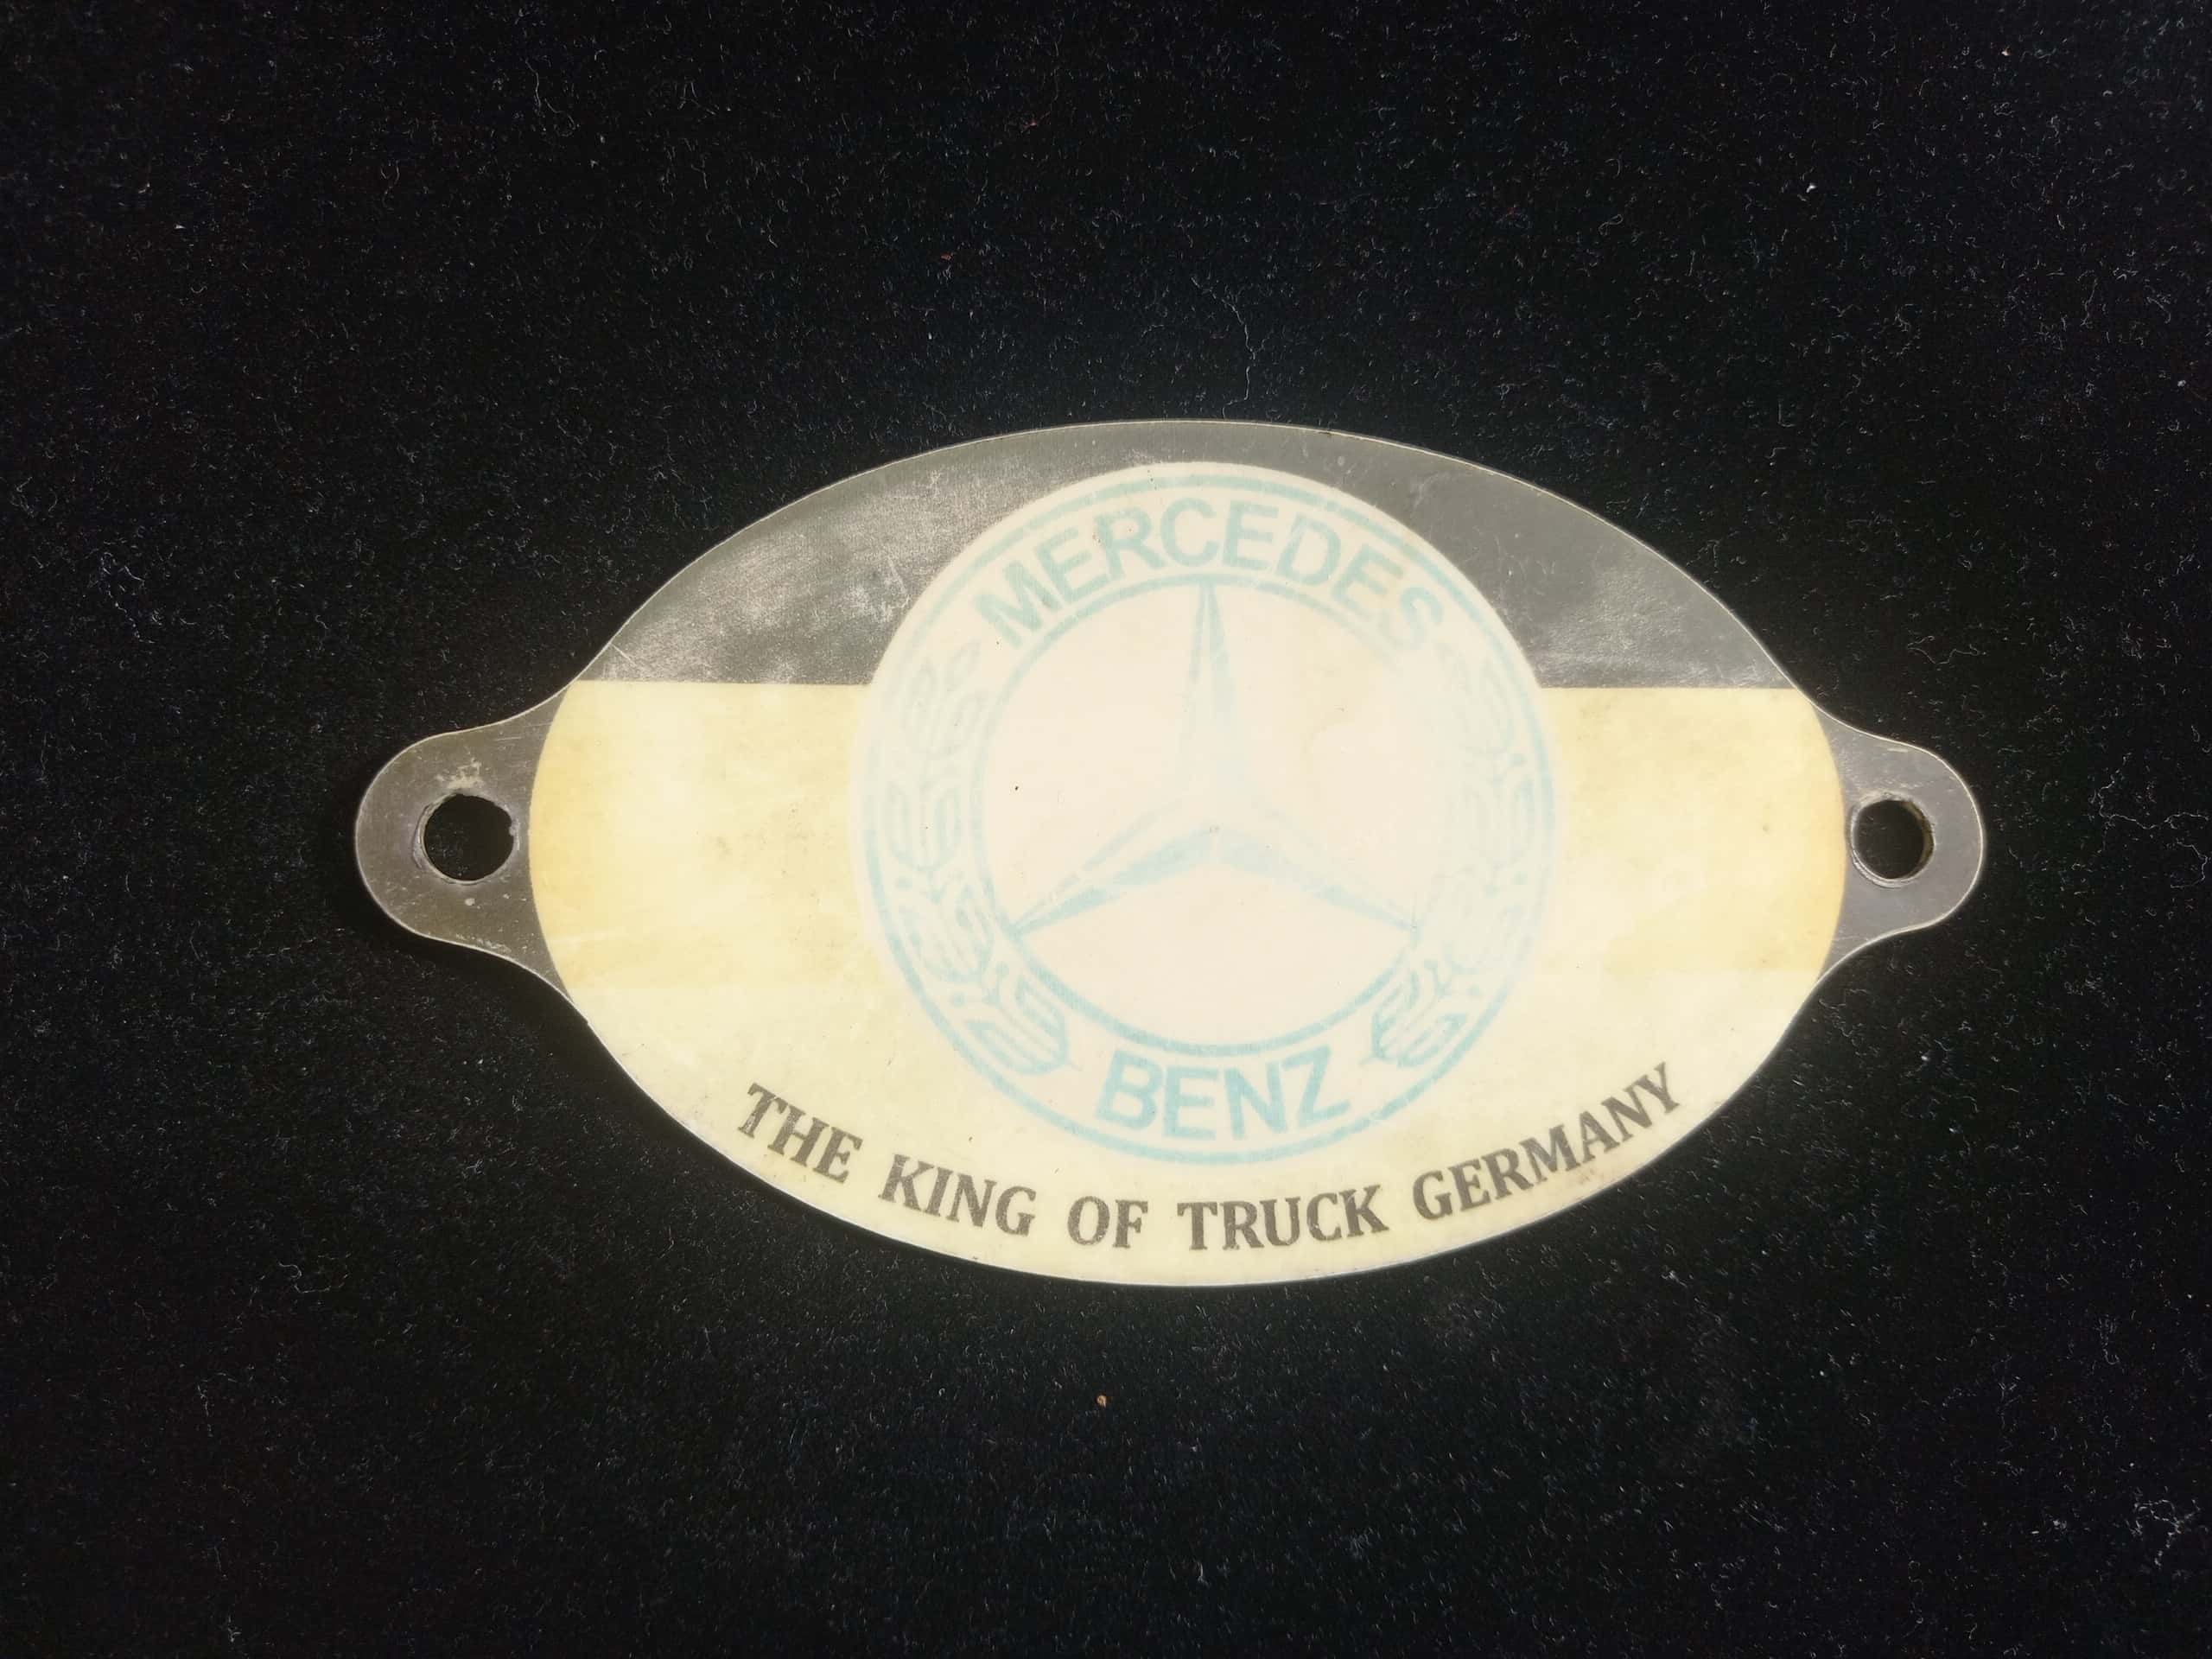 MERCEDES
BENZ
THE KING OF TRUCK GERMANY